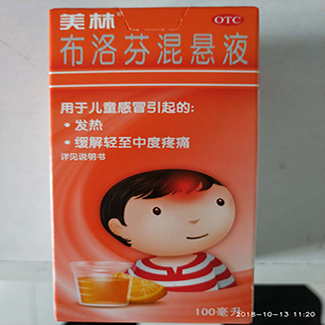 美林
OTC
布洛芬混悬液
用于儿童感冒引起的:
·发热
·缓解轻至中度疼痛
详见说明书
100毫升
2018-10-13 11:20